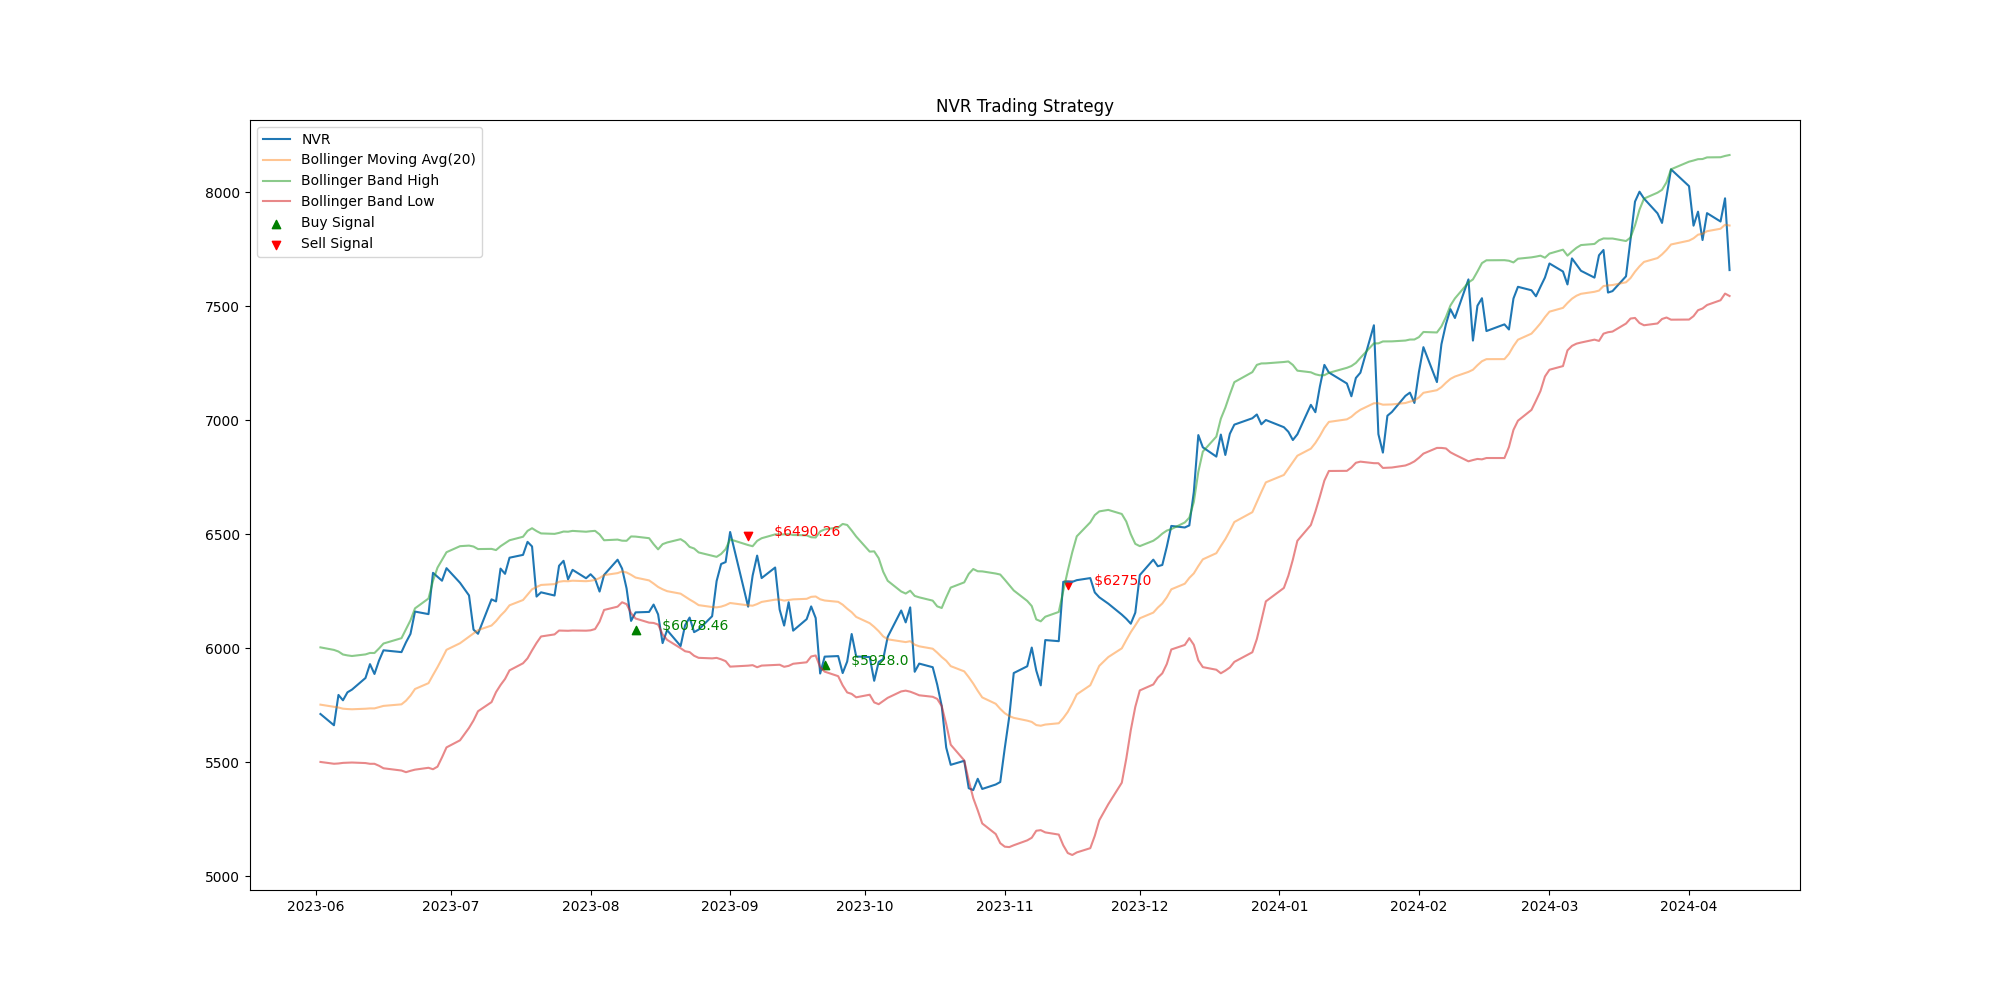 NVR Trading Strategy
NVR
Bollinger Moving Avg(20)
Bollinger Band High
Bollinger Band Low
Buy Signal
Sell Signal
8000
7500
7000
6500
6000
5500
5000
$6490.26
$6275.0
$6078.46
$5928.0
2023-06 2023-07 2023-08 2023-09 2023-10 2023-11 2023-12 2024-01 2024-02 2024-03 2024-04